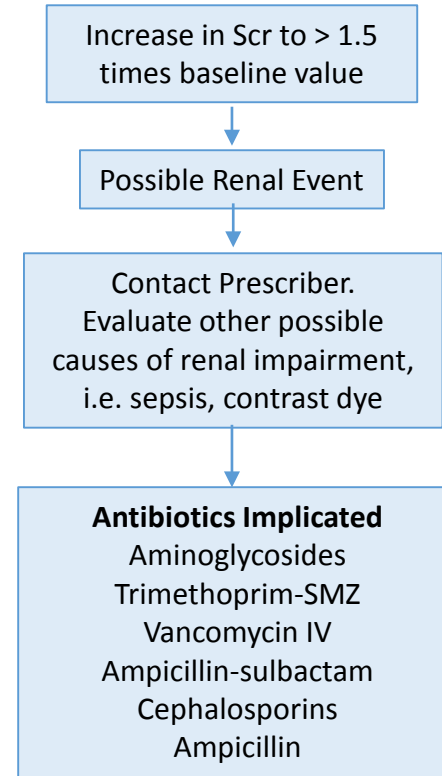 Increase in Scr to > 1.5
times baseline value
Possible Renal Event
Contact Prescriber.
Evaluate other possible
causes of renal impairment,
i.e. sepsis, contrast dye
Antibiotics Implicated
Aminoglycosides
Trimethoprim-SMZ
Vancomycin IV
Ampicillin-sulbactam
Cephalosporins
Ampicillin